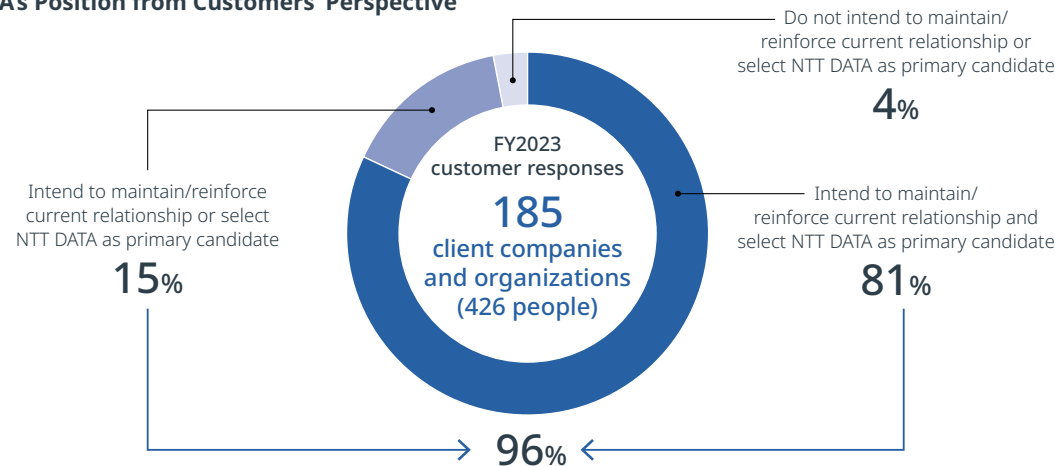 A's Position from Customers' Perspective
Do not intend to maintain/
reinforce current relationship or
select NTT DATA as primary candidate
4%
FY2023
customer responses
185
client companies
and organizations
(426 people)
Intend to maintain/reinforce
current relationship or select
NTT DATA as primary candidate
15%
Intend to maintain/
reinforce current relationship and
select NTT DATA as primary candidate
81%
96%